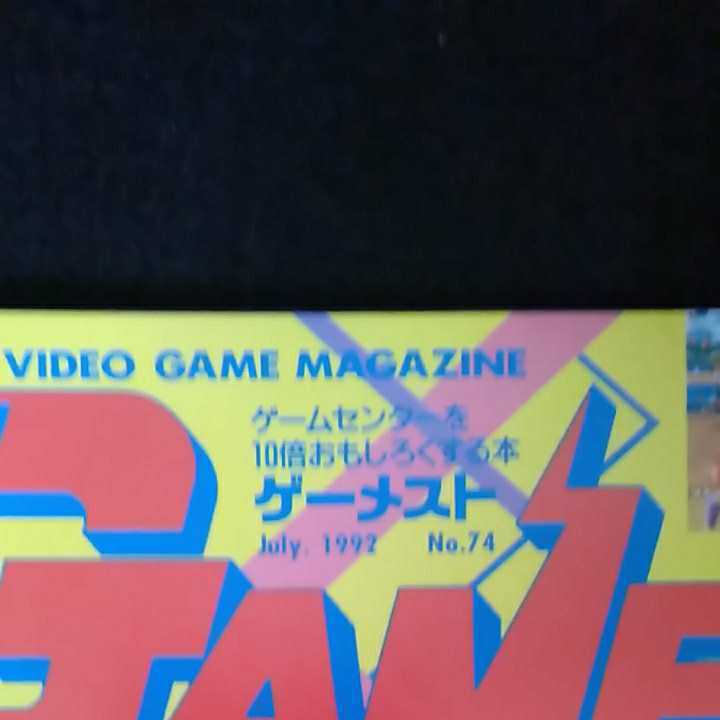 VIDEO GAME MAGAZINE
ゲームセンターを
10倍おもしろくする本
ゲーメスト
July. 1992 No.74